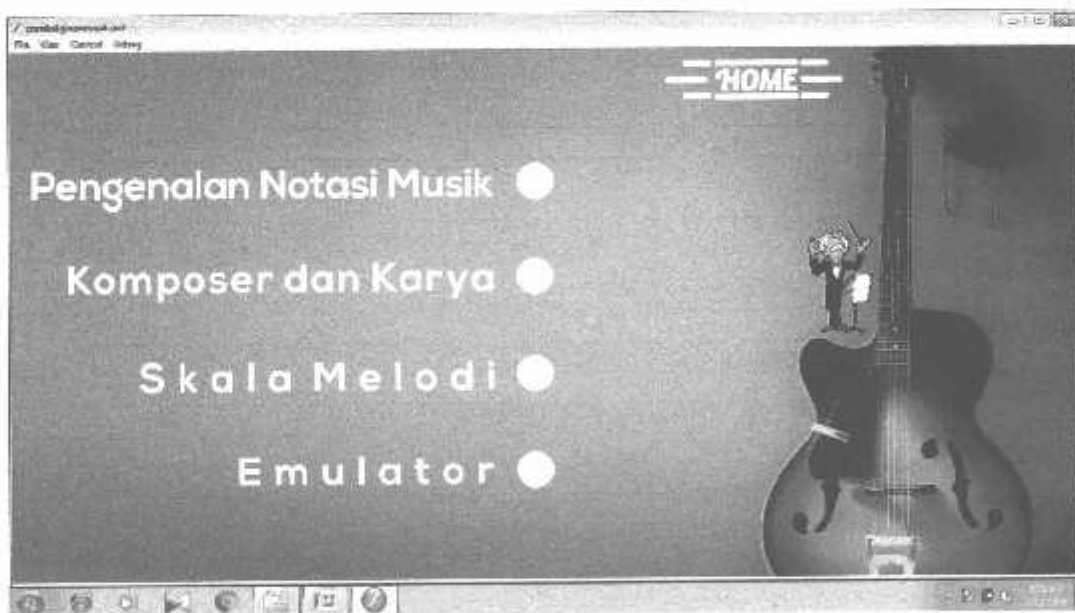 HOME
Pengenalan Notasi Musik
Komposer dan Karya
Skala Melodi
Emulator